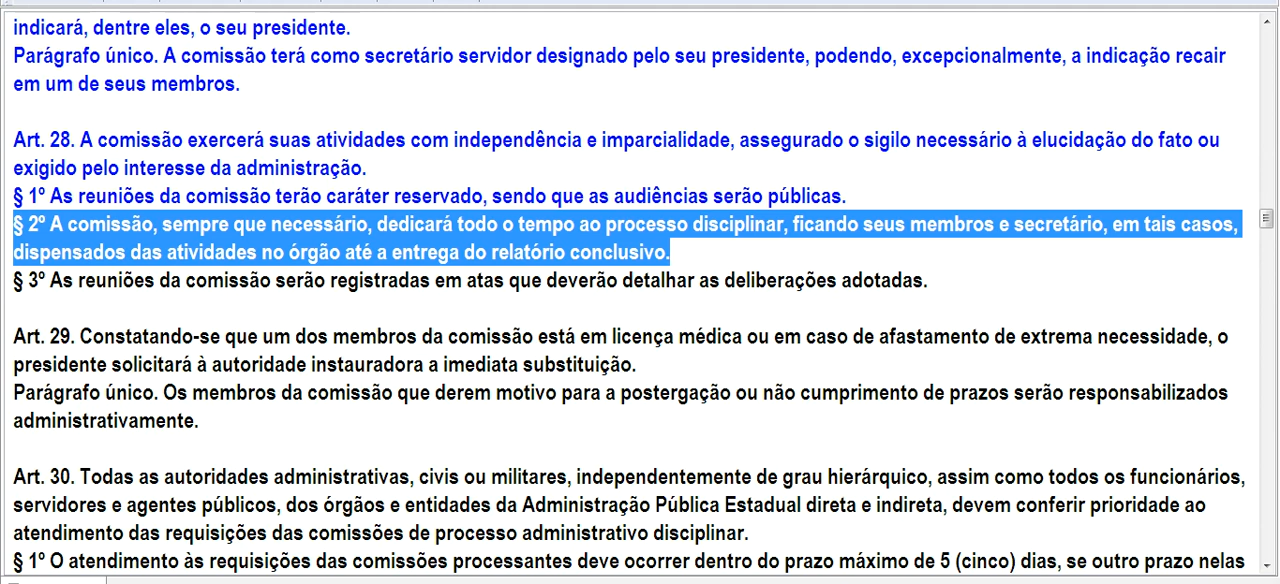 indicará, dentre eles, o seu presidente.
Parágrafo único. A comissão terá como secretário servidor designado pelo seu presidente, podendo, excepcionalmente, a indicação recair
em um de seus membros.
Art. 28. A comissão exercerá suas atividades com independência e imparcialidade, assegurado o sigilo necessário à elucidação do fato ou
exigido pelo interesse da administração.
§ 1º As reuniões da comissão terão caráter reservado, sendo que as audiências serão públicas.
§ 2º A comissão, sempre que necessário, dedicará todo o tempo ao processo disciplinar, ficando seus membros e secretário, em tais casos,
dispensados das atividades no órgão até a entrega do relatório conclusivo.
§ 3º As reuniões da comissão serão registradas em atas que deverão detalhar as deliberações adotadas.
Art. 29. Constatando-se que um dos membros da comissão está em licença médica ou em caso de afastamento de extrema necessidade, o
presidente solicitará à autoridade instauradora a imediata substituição.
Parágrafo único. Os membros da comissão que derem motivo para a postergação ou não cumprimento de prazos serão responsabilizados
administrativamente.
Art. 30. Todas as autoridades administrativas, civis ou militares, independentemente de grau hierárquico, assim como todos os funcionários,
servidores e agentes públicos, dos órgãos e entidades da Administração Pública Estadual direta e indireta, devem conferir prioridade ao
atendimento das requisições das comissões de processo administrativo disciplinar.
§ 1º O atendimento às requisições das comissões processantes deve ocorrer dentro do prazo máximo de 5 (cinco) dias, se outro prazo nelas